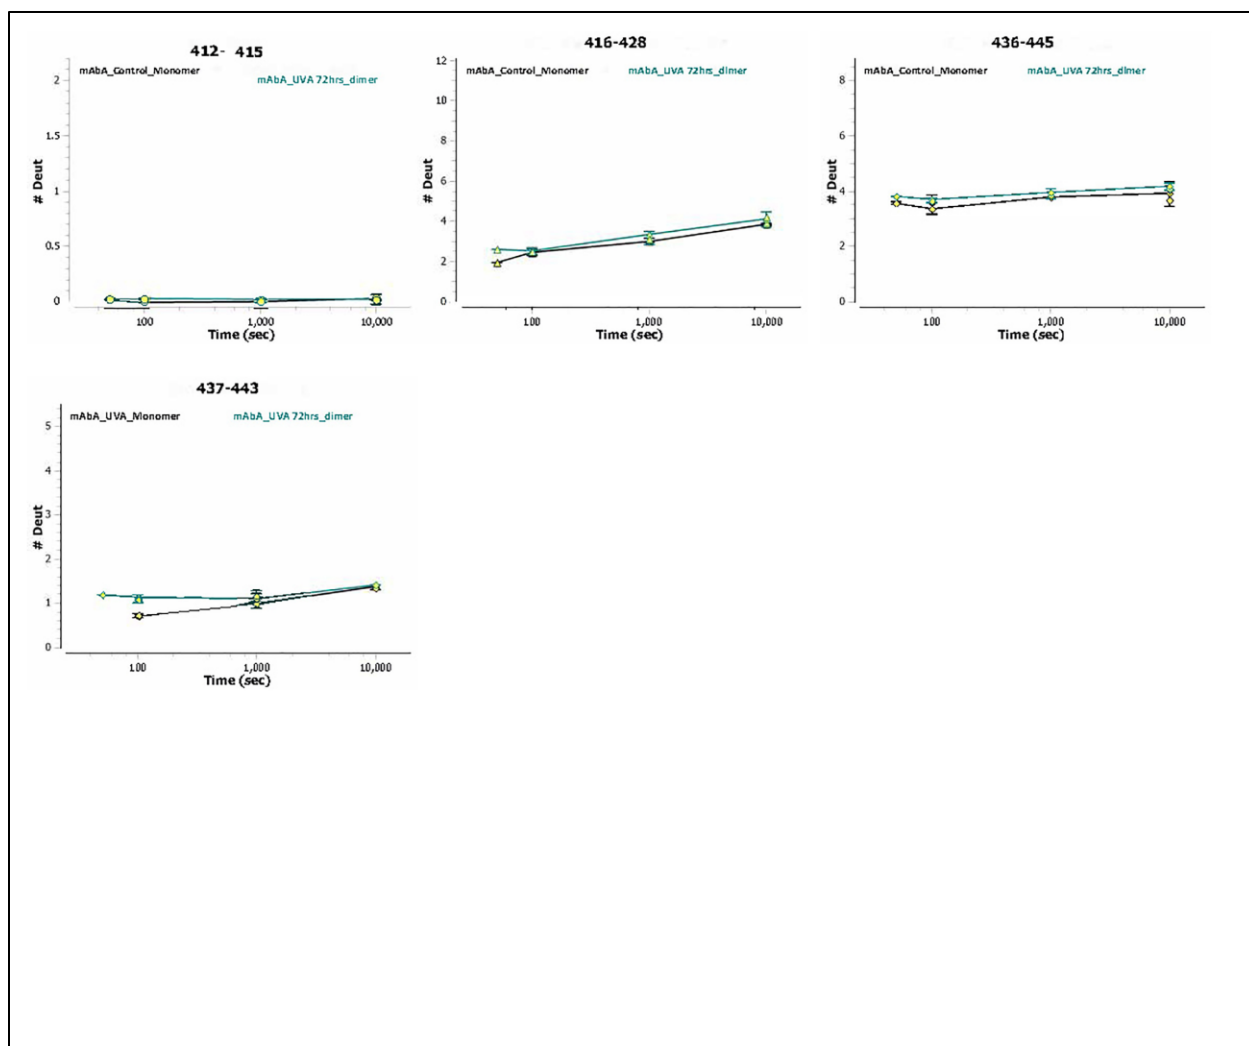 412- 415
mAbA_Control_Monomer
mAbA_UVA 72hrs_dimer
2
1.5
1
0.5
0
# Deut
100
1,000
10,000
Time (sec)
416-428
mAbA_Control_Monomer
mAbA_UVA 72hrs_dimer
12
10
8
6
4
2
0
# Deut
100
1,000
10,000
Time (sec)
436-445
mAbA_Control_Monomer
mAbA_UVA 72hrs_dimer
8
6
4
2
0
# Deut
100
1,000
10,000
Time (sec)
437-443
mAbA_UVA_Monomer
mAbA_UVA 72hrs_dimer
5
4
3
2
1
0
# Deut
100
1,000
10,000
Time (sec)